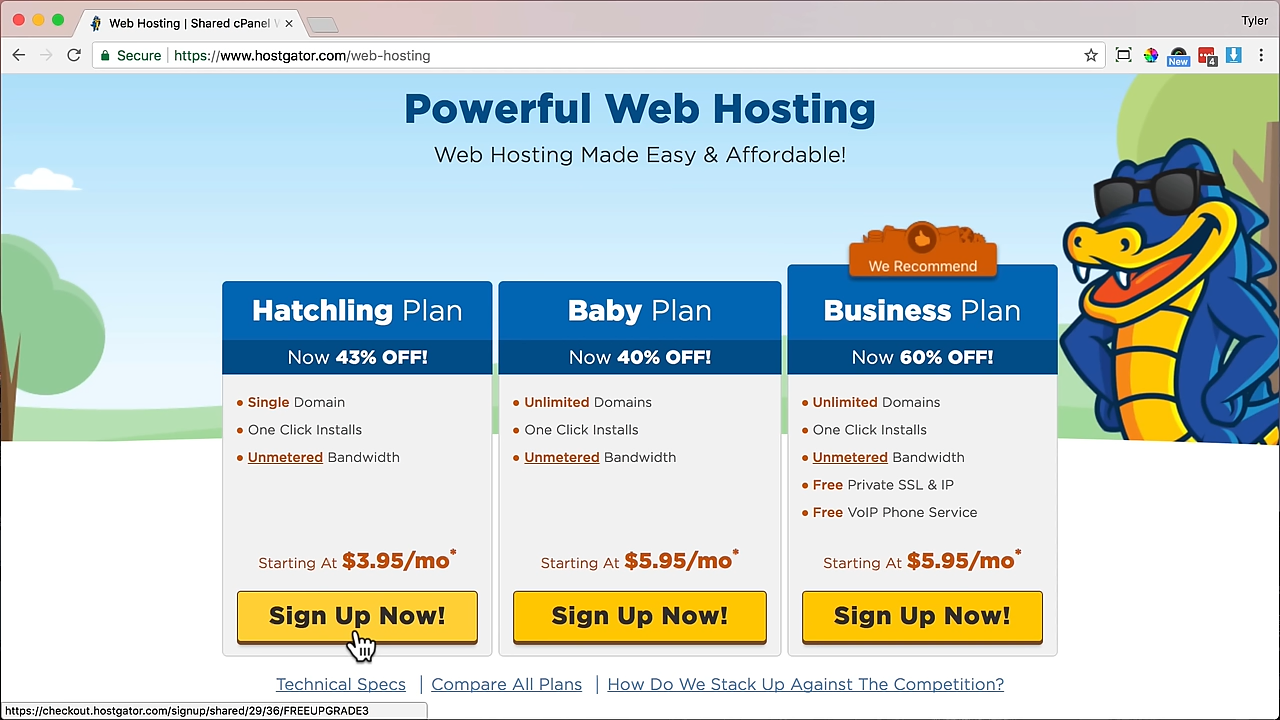 Web Hosting | Shared cPanel W
Tyler
Secure
https://www.hostgator.com/web-hosting
New
4
Powerful Web Hosting
Web Hosting Made Easy & Affordable!
We Recommend
Hatchling Plan
Now 43% OFF!
• Single Domain
• One Click Installs
• Unmetered Bandwidth
Starting At $3.95/mo*
Sign Up Now!
Baby Plan
Now 40% OFF!
• Unlimited Domains
• One Click Installs
• Unmetered Bandwidth
Starting At $5.95/mo*
Sign Up Now!
Business Plan
Now 60% OFF!
• Unlimited Domains
• One Click Installs
• Unmetered Bandwidth
• Free Private SSL & IP
• Free VoIP Phone Service
Starting At $5.95/mo*
Sign Up Now!
Technical Specs | Compare All Plans | How Do We Stack Up Against The Competition?
https://checkout.hostgator.com/signup/shared/29/36/FREEUPGRADE3